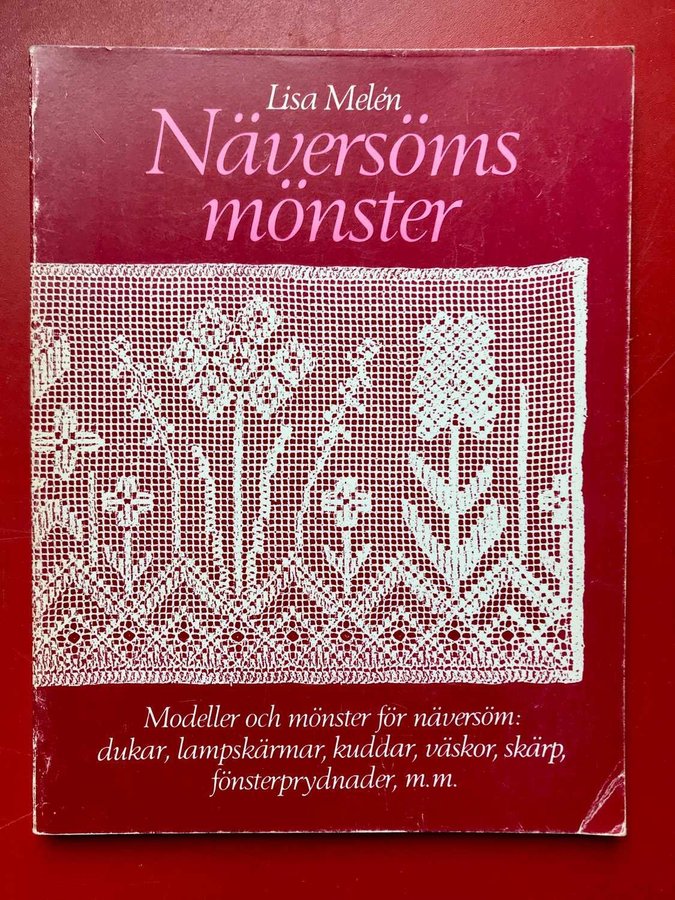 Lisa Melén
Näversöms
mönster
Modeller och mönster för näversöm:
dukar, lampskärmar, kuddar, väskor, skärp,
fönsterprydnader, m.m.